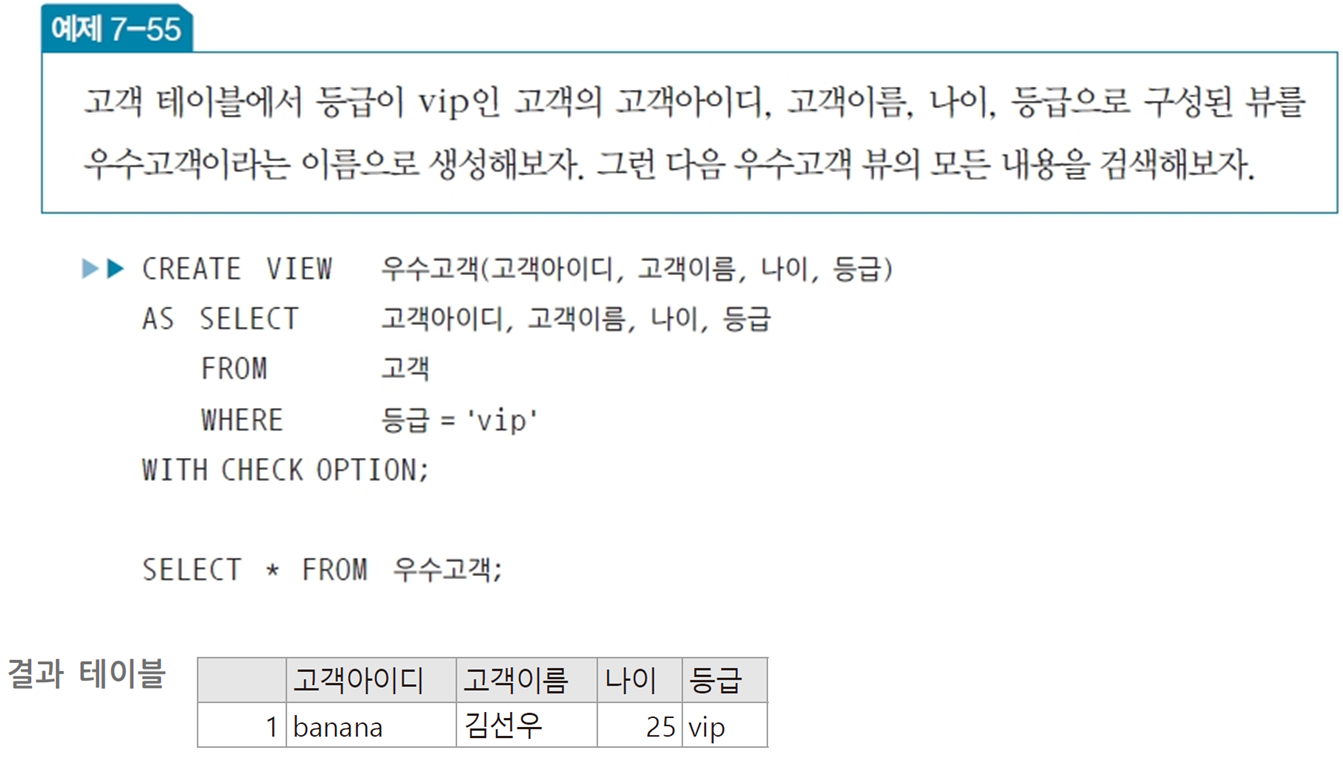 예제 7-55
고객 테이블에서 등급이 vip인 고객의 고객아이디, 고객이름, 나이, 등급으로 구성된 뷰를
우수고객이라는 이름으로 생성해보자. 그런 다음 우수고객 뷰의 모든 내용을 검색해보자.
▶▶ CREATE VIEW 우수고객(고객아이디, 고객이름, 나이, 등급)
AS SELECT 고객아이디, 고객이름, 나이, 등급
FROM 고객
WHERE 등급 = 'vip'
WITH CHECK OPTION;
SELECT * FROM 우수고객;
결과 테이블
고객아이디 고객이름 나이 등급
1 banana 김선우 25 vip